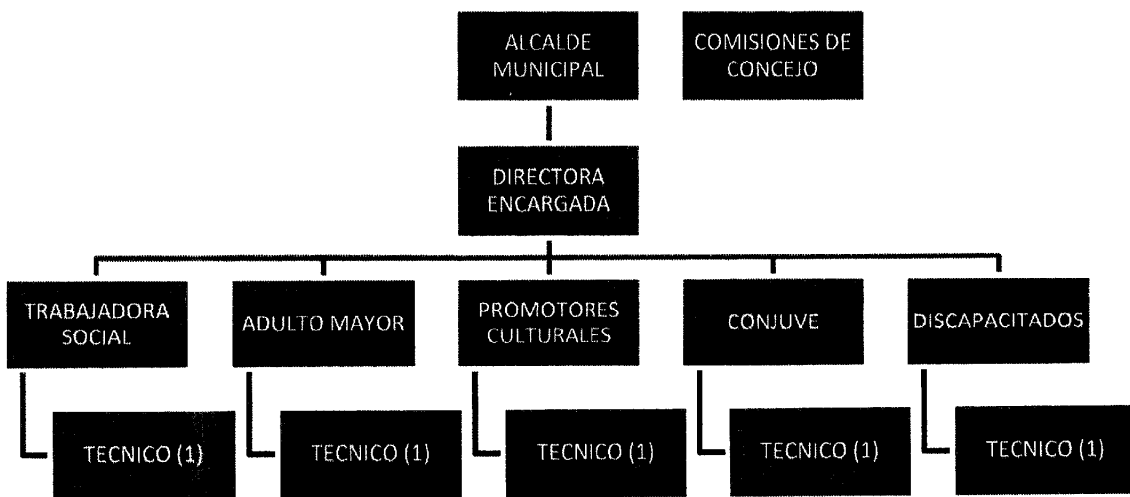 ALCALDE
MUNICIPAL
COMISIONES DE
CONCEJO
DIRECTORA
ENCARGADA
TRABAJADORA
SOCIAL
ADULTO MAYOR
PROMOTORES
CULTURALES
CONJUVE
DISCAPACITADOS
TECNICO (1)
TECNICO (1)
TECNICO (1)
TECNICO (1)
TECNICO (1)